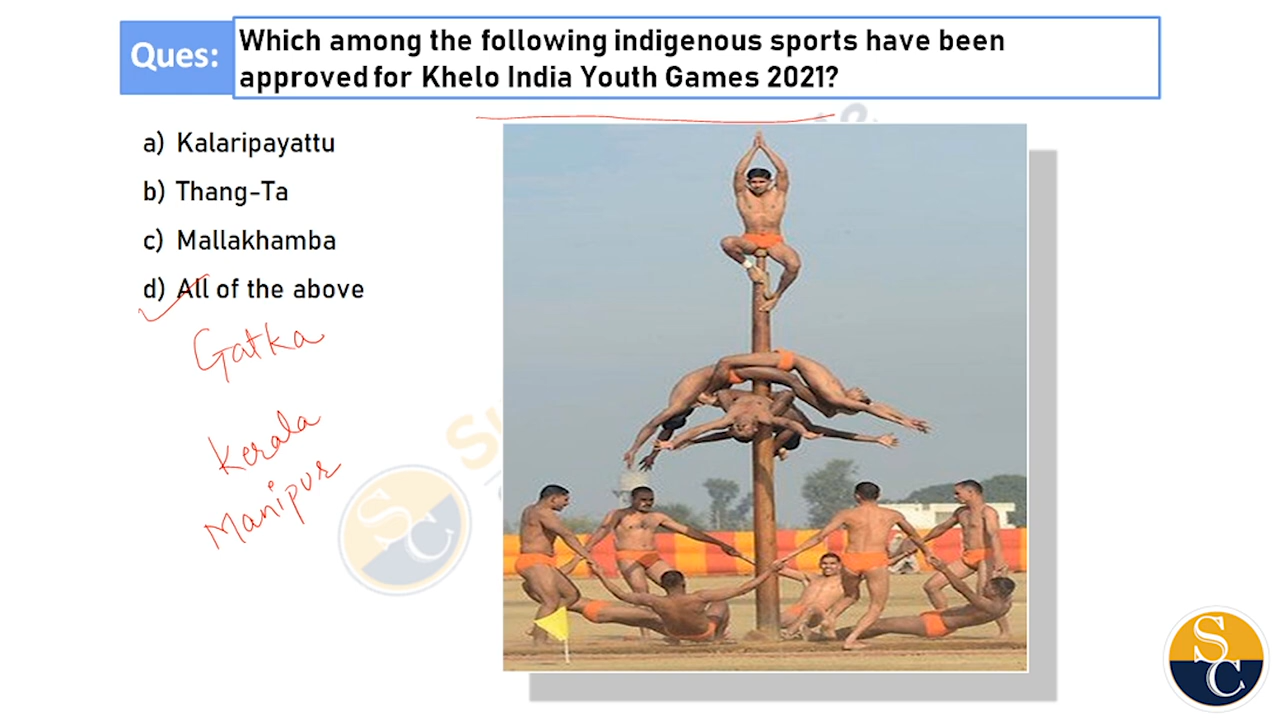 Ques:
Which among the following indigenous sports have been
approved for Khelo India Youth Games 2021?
a) Kalaripayattu
b) Thang-Ta
c) Mallakhamba
d) All of the above
Gatka
Kerala
Manipur
SC
SC